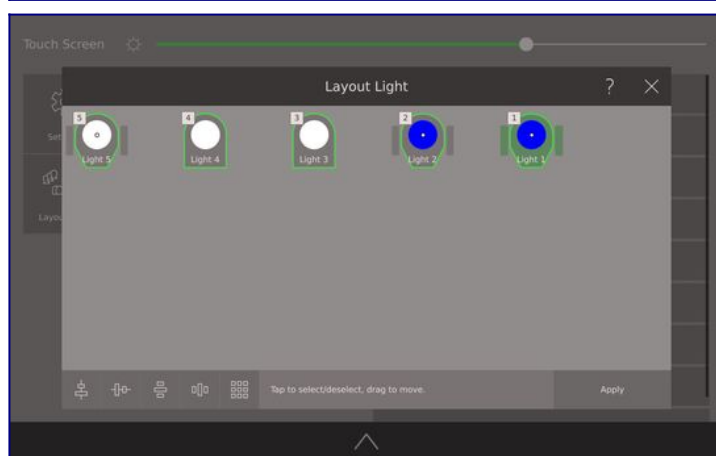 Touch Screen
Layout Light
?
5
4
3
2
1
Light 5
Light 4
Light 3
Light 2
Light 1
Tap to select/deselect, drag to move.
Apply